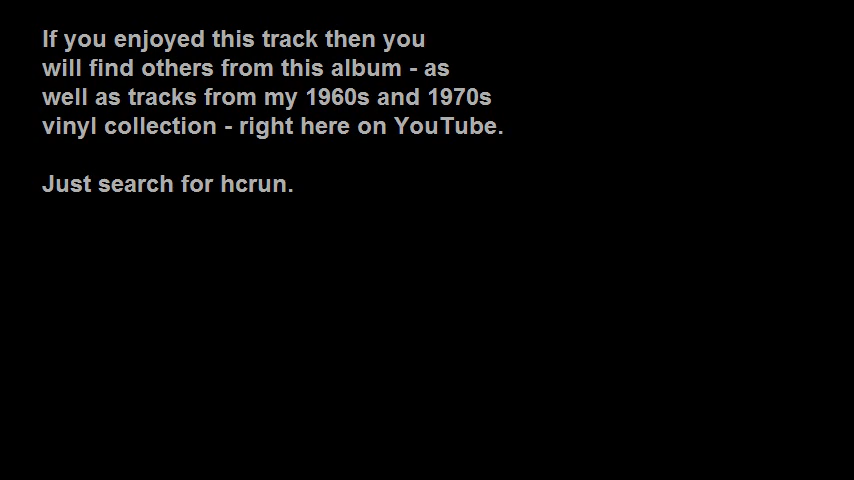 If you enjoyed this track then you
will find others from this album - as
well as tracks from my 1960s and 1970s
vinyl collection - right here on YouTube.
Just search for hcrun.